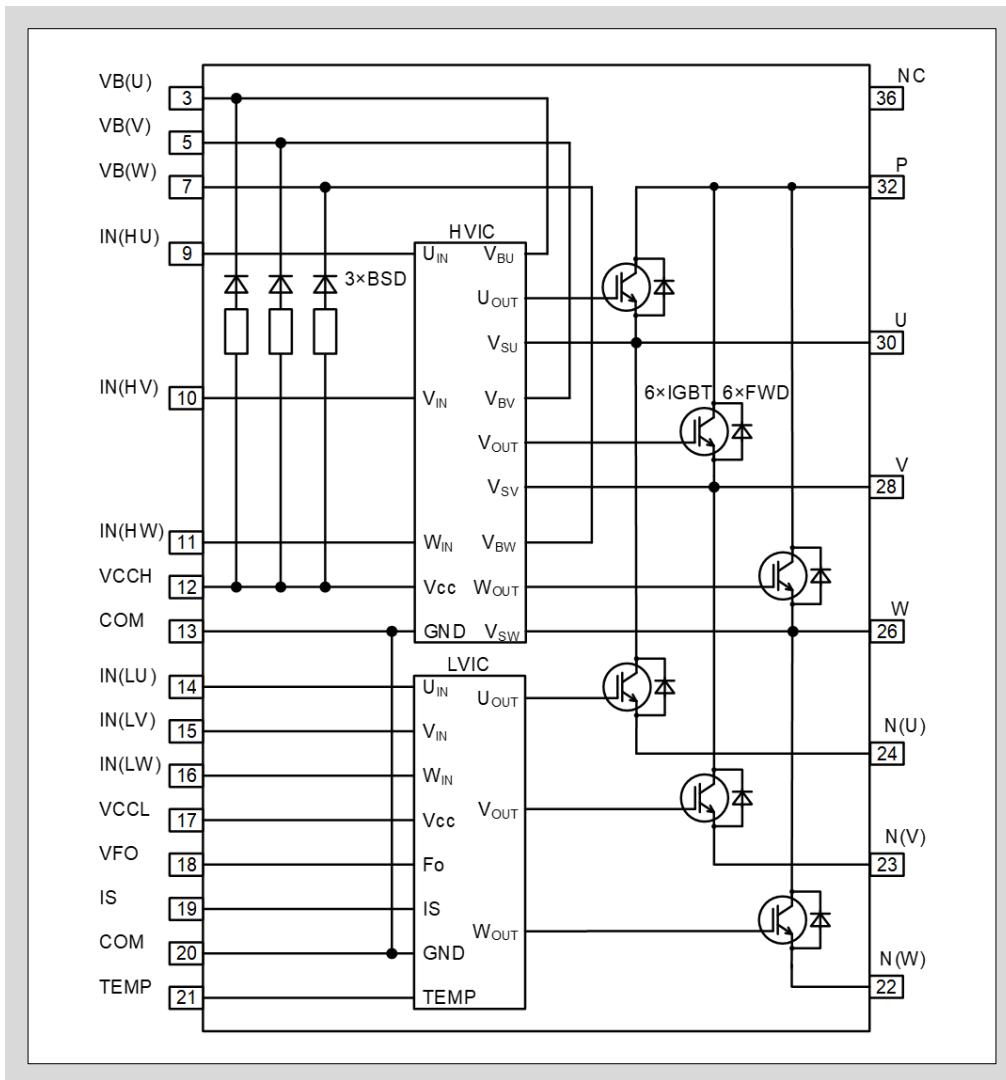 VB(U)
3
VB(V)
5
VB(W)
7
IN(HU)
9
IN(HV)
10
IN(HW)
11
VCCH
12
COM
13
IN(LU)
14
IN(LV)
15
IN(LW)
16
VCCL
17
VFO
18
IS
19
COM
20
TEMP
21
3×BSD
HVIC
UIN VBU
UOUT
VSU
VIN VBV
VOUT
VSV
WIN VBW
Vcc WOUT
GND VSW
LVIC
UIN UOUT
VIN
WIN
Vcc VOUT
Fo
IS
WOUT
GND
TEMP
6×IGBT 6×FWD
NC
36
P
32
U
30
V
28
W
26
N(U)
24
N(V)
23
N(W)
22